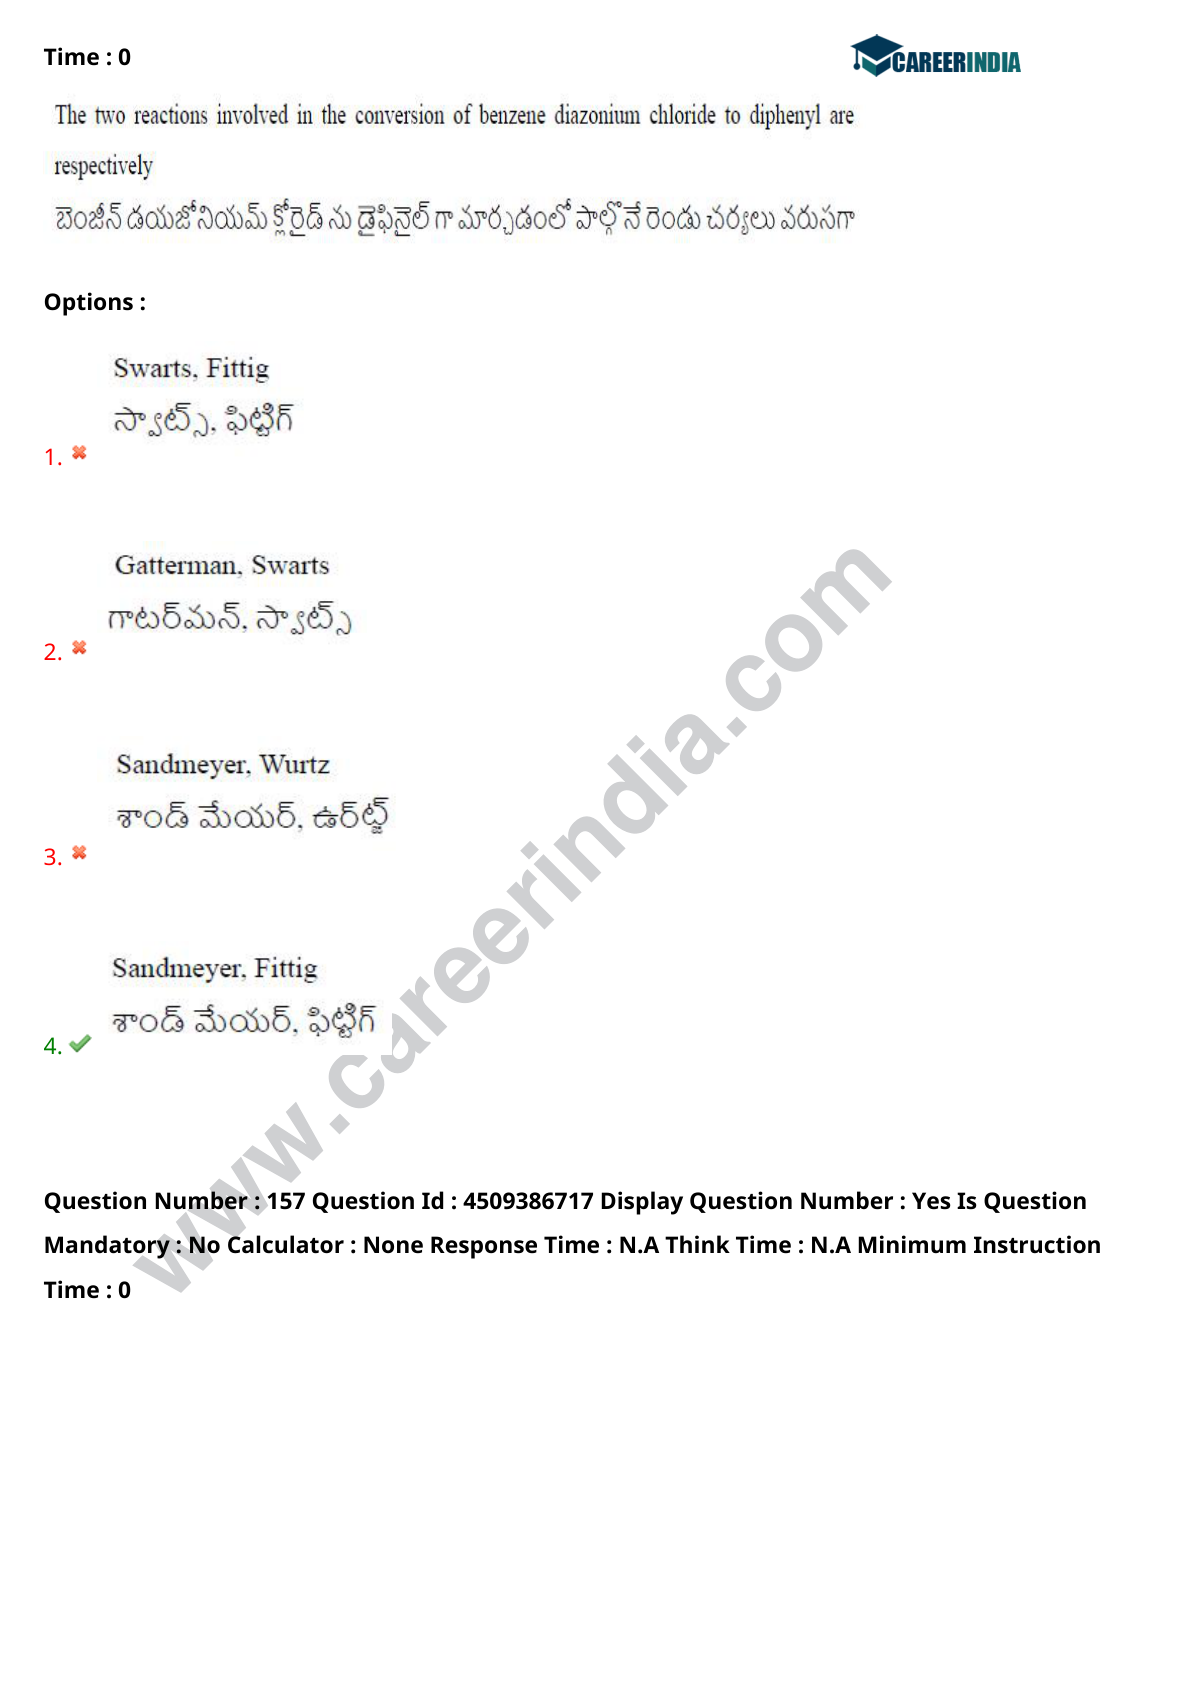 Time : 0
CAREERINDIA
The two reactions involved in the conversion of benzene diazonium chloride to diphenyl are
respectively
బెంజీన్ డయజోనియమ్ క్లోరైడ్ ను డైఫినైల్ గా మార్చడంలో పాల్గొనే రెండు చర్యలు వరుసగా
Options :
Swarts, Fittig
స్వార్ట్స్, ఫిట్టిగ్
1.
Gatterman, Swarts
గాటర్‌మన్, స్వార్ట్స్
2.
Sandmeyer, Wurtz
శాండ్ మేయర్, ఉర్‌ట్జ్
3.
Sandmeyer, Fittig
శాండ్ మేయర్, ఫిట్టిగ్
4.
www.careerindia.com
Question Number : 157 Question Id : 4509386717 Display Question Number : Yes Is Question
Mandatory : No Calculator : None Response Time : N.A Think Time : N.A Minimum Instruction
Time : 0